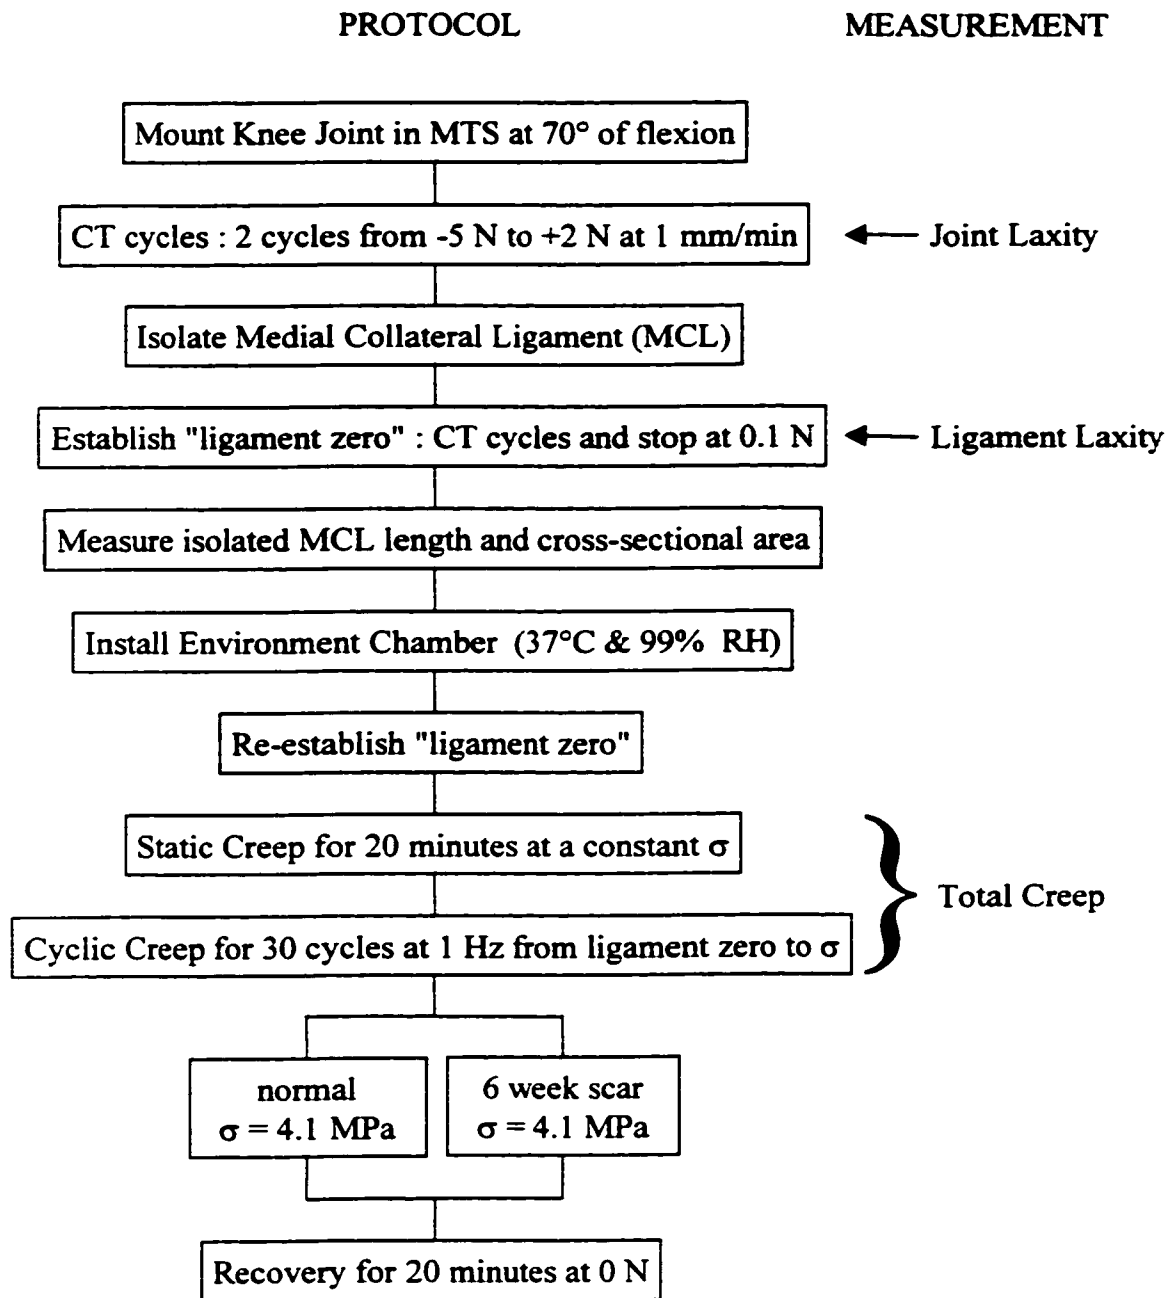 PROTOCOL MEASUREMENT
Mount Knee Joint in MTS at 70° of flexion
CT cycles : 2 cycles from -5 N to +2 N at 1 mm/min
Joint Laxity
Isolate Medial Collateral Ligament (MCL)
Establish "ligament zero" : CT cycles and stop at 0.1 N
Ligament Laxity
Measure isolated MCL length and cross-sectional area
Install Environment Chamber (37°C & 99% RH)
Re-establish "ligament zero"
Static Creep for 20 minutes at a constant σ
Total Creep
Cyclic Creep for 30 cycles at 1 Hz from ligament zero to σ
normal
σ = 4.1 MPa
6 week scar
σ = 4.1 MPa
Recovery for 20 minutes at 0 N